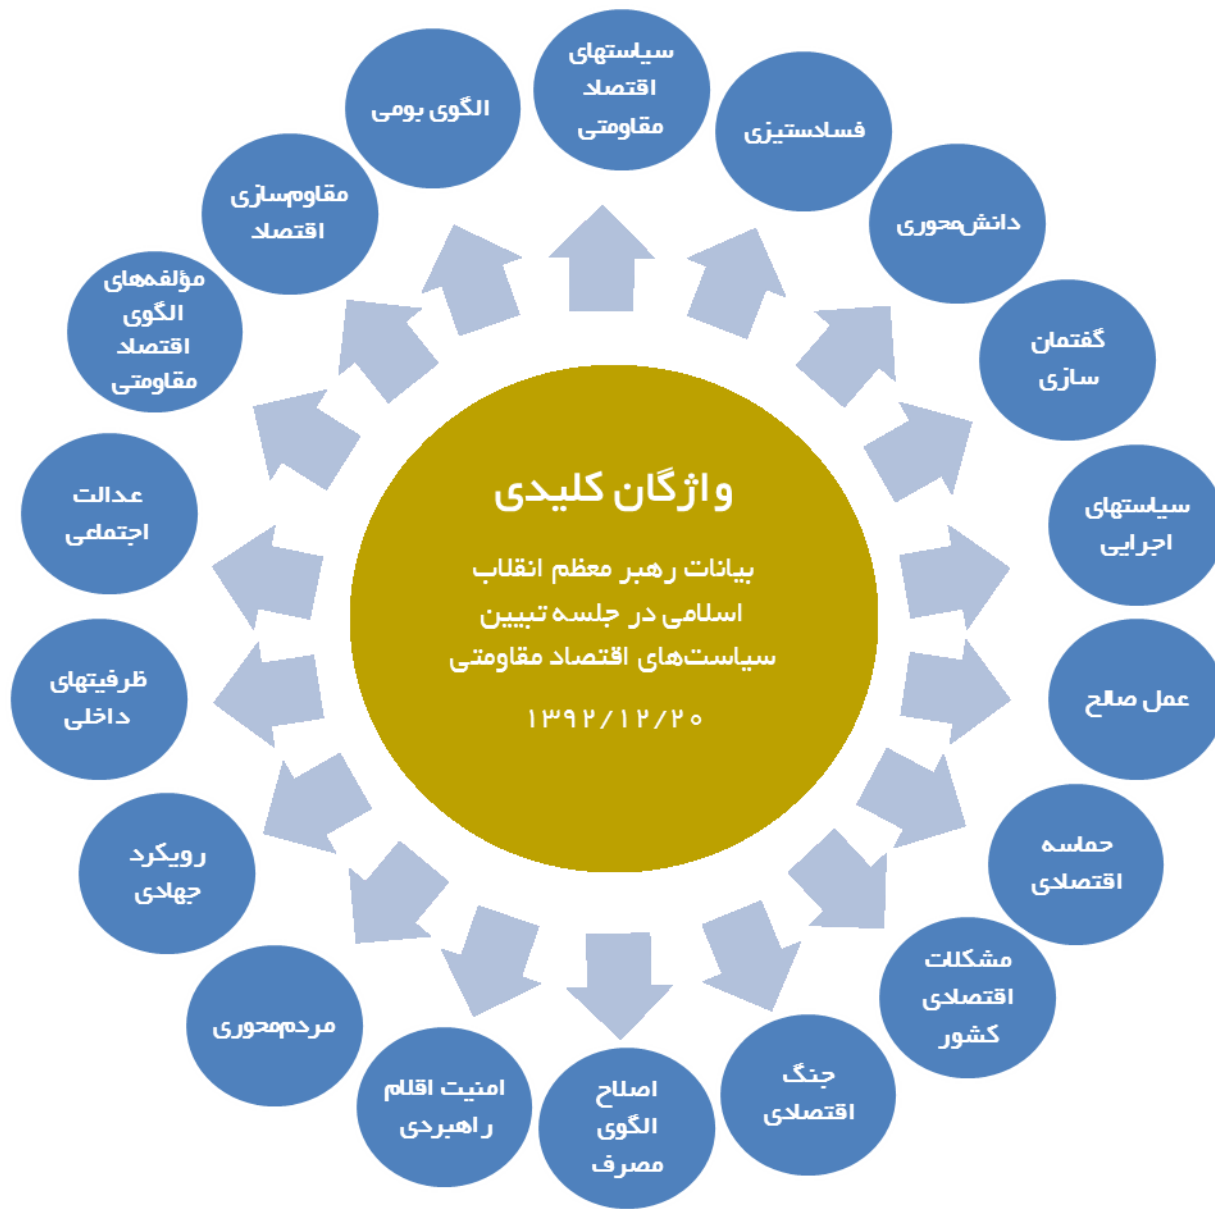 واژگان کلیدی
بیانات رهبر معظم انقلاب
اسلامی در جلسه تبیین
سیاست‌های اقتصاد مقاومتی
۱۳۹۲/۱۲/۲۰
سیاستهای
اقتصاد
مقاومتی
فسادستیزی
دانش‌محوری
گفتمان
سازی
سیاستهای
اجرایی
عمل صالح
حماسه
اقتصادی
مشکلات
اقتصادی
کشور
جنگ
اقتصادی
اصلاح
الگوی
مصرف
امنیت اقلام
راهبردی
مردم‌محوری
رویکرد
جهادی
ظرفیتهای
داخلی
عدالت
اجتماعی
مؤلفه‌های
الگوی
اقتصاد
مقاومتی
مقاوم‌سازی
اقتصاد
الگوی بومی